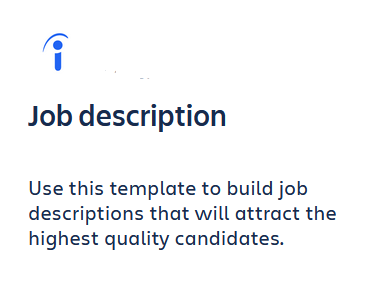 Job description
Use this template to build job
descriptions that will attract the
highest quality candidates.